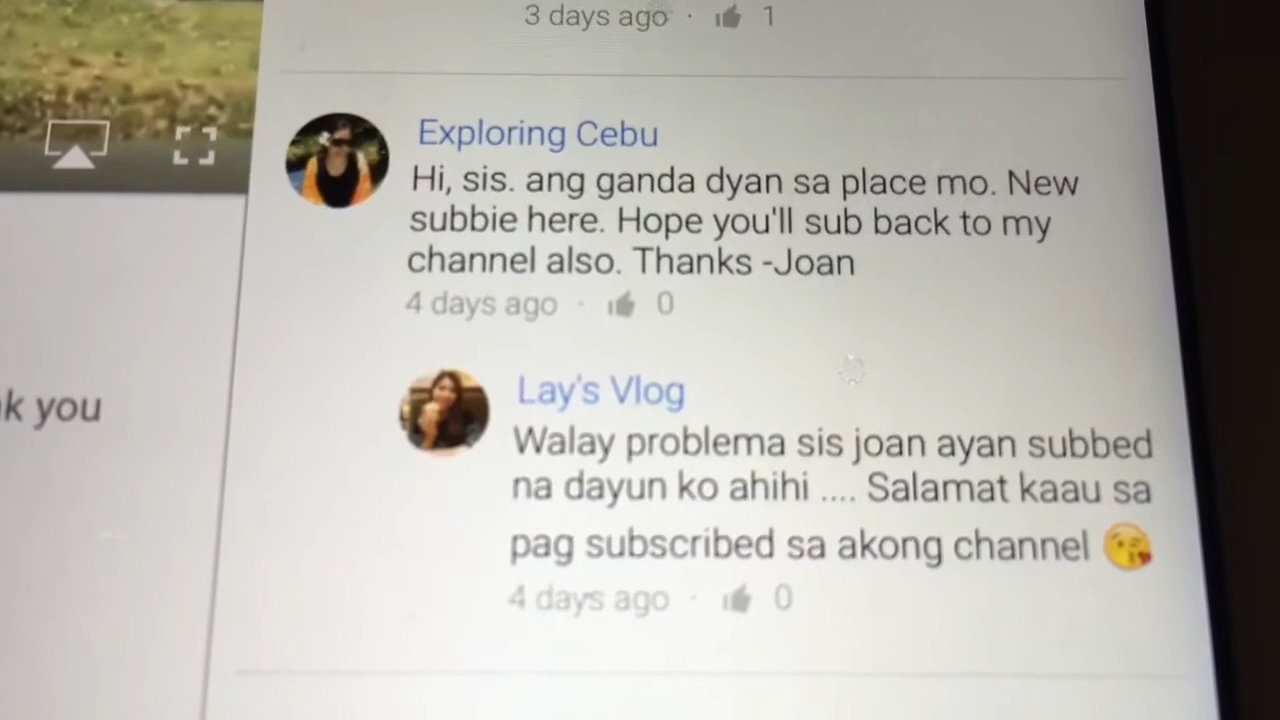 3 days ago · 1
Exploring Cebu
Hi, sis. ang ganda dyan sa place mo. New
subbie here. Hope you'll sub back to my
channel also. Thanks -Joan
4 days ago · 0
Lay's Vlog
Walay problema sis joan ayan subbed
na dayun ko ahihi .... Salamat kaau sa
pag subscribed sa akong channel 😘
4 days ago · 0
you